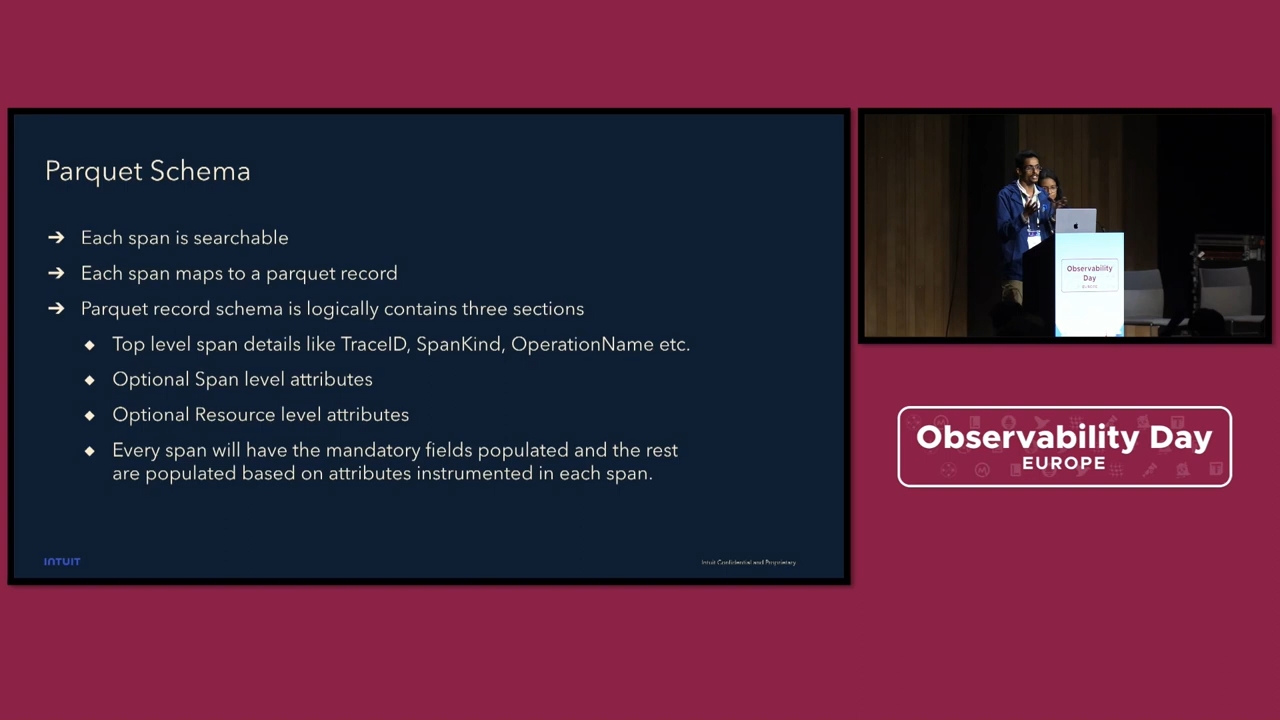 Parquet Schema
➔ Each span is searchable
➔ Each span maps to a parquet record
➔ Parquet record schema is logically contains three sections
◆ Top level span details like TraceID, SpanKind, OperationName etc.
◆ Optional Span level attributes
◆ Optional Resource level attributes
◆ Every span will have the mandatory fields populated and the rest
are populated based on attributes instrumented in each span.
INTUIT
Intuit Confidential and Proprietary
Observability
Day
EUROPE
Observability Day
EUROPE